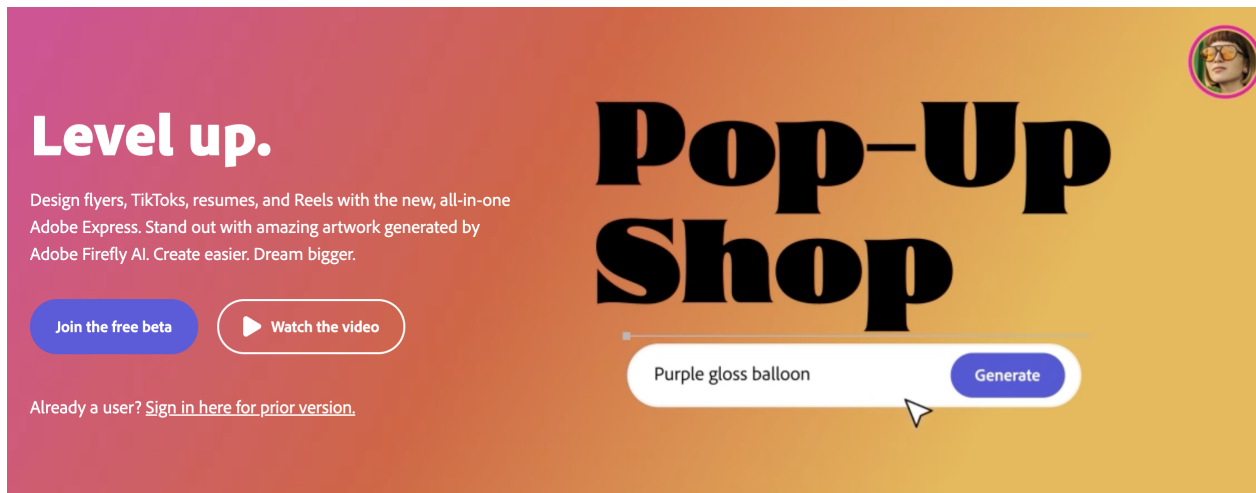 Level up.
Design flyers, TikToks, resumes, and Reels with the new, all-in-one
Adobe Express. Stand out with amazing artwork generated by
Adobe Firefly AI. Create easier. Dream bigger.
Join the free beta
Watch the video
Already a user? Sign in here for prior version.
Pop-Up
Shop
Purple gloss balloon
Generate